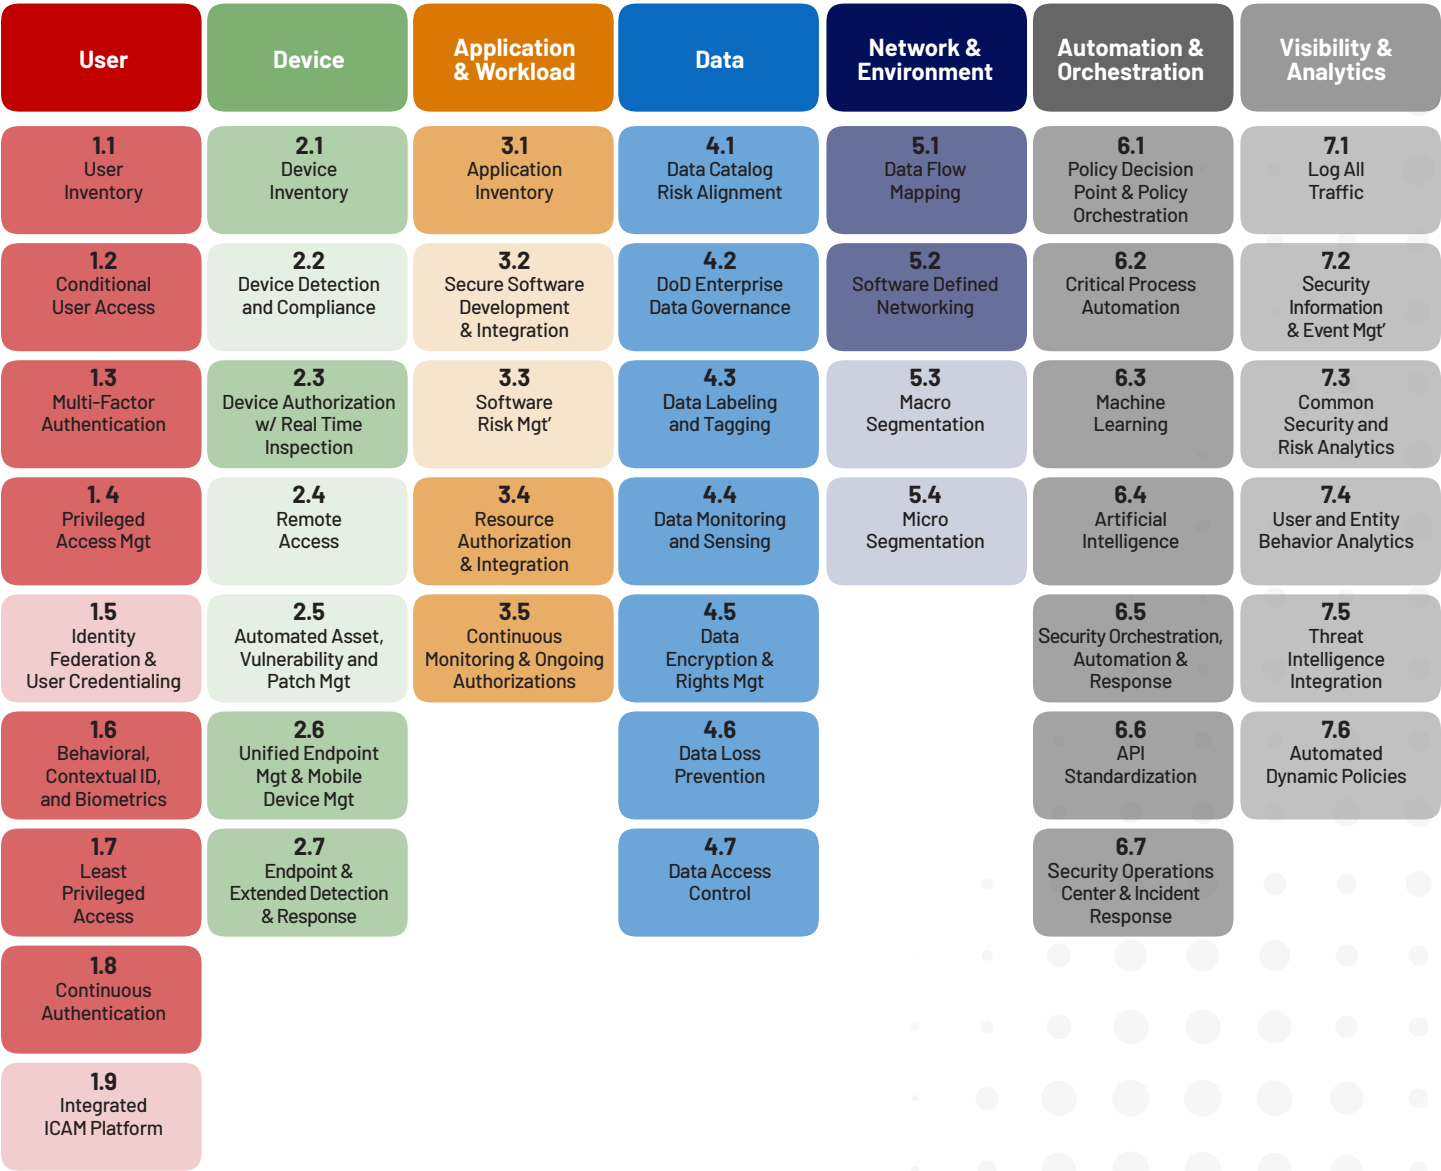 User
Device
Application
& Workload
Data
Network &
Environment
Automation &
Orchestration
Visibility &
Analytics
1.1
User
Inventory
2.1
Device
Inventory
3.1
Application
Inventory
4.1
Data Catalog
Risk Alignment
5.1
Data Flow
Mapping
6.1
Policy Decision
Point & Policy
Orchestration
7.1
Log All
Traffic
1.2
Conditional
User Access
2.2
Device Detection
and Compliance
3.2
Secure Software
Development
& Integration
4.2
DoD Enterprise
Data Governance
5.2
Software Defined
Networking
6.2
Critical Process
Automation
7.2
Security
Information
& Event Mgt’
1.3
Multi-Factor
Authentication
2.3
Device Authorization
w/ Real Time
Inspection
3.3
Software
Risk Mgt’
4.3
Data Labeling
and Tagging
5.3
Macro
Segmentation
6.3
Machine
Learning
7.3
Common
Security and
Risk Analytics
1. 4
Privileged
Access Mgt
2.4
Remote
Access
3.4
Resource
Authorization
& Integration
4.4
Data Monitoring
and Sensing
5.4
Micro
Segmentation
6.4
Artificial
Intelligence
7.4
User and Entity
Behavior Analytics
1.5
Identity
Federation &
User Credentialing
2.5
Automated Asset,
Vulnerability and
Patch Mgt
3.5
Continuous
Monitoring & Ongoing
Authorizations
4.5
Data
Encryption &
Rights Mgt
6.5
Security Orchestration,
Automation &
Response
7.5
Threat
Intelligence
Integration
1.6
Behavioral,
Contextual ID,
and Biometrics
2.6
Unified Endpoint
Mgt & Mobile
Device Mgt
4.6
Data Loss
Prevention
6.6
API
Standardization
7.6
Automated
Dynamic Policies
1.7
Least
Privileged
Access
2.7
Endpoint &
Extended Detection
& Response
4.7
Data Access
Control
6.7
Security Operations
Center & Incident
Response
1.8
Continuous
Authentication
1.9
Integrated
ICAM Platform